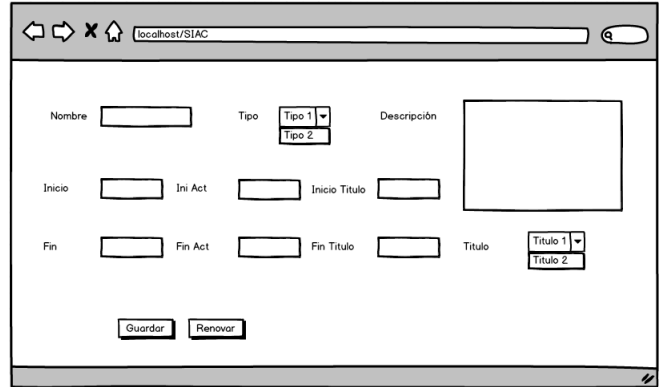 localhost/SIAC
Nombre Tipo Tipo 1 Descripción
Tipo 2
Inicio Ini Act Inicio Titulo
Fin Fin Act Fin Titulo Titulo Titulo 1
Titulo 2
Guardar Renovar